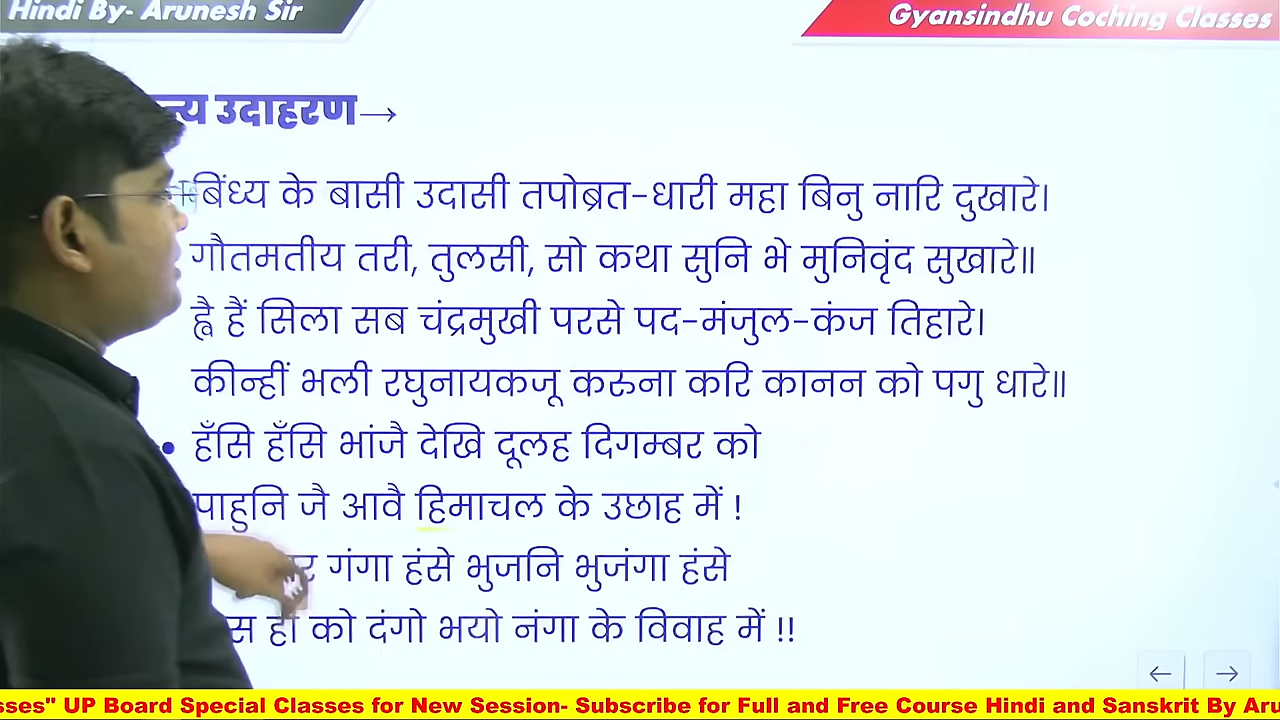 Hindi By- Arunesh Sir
Gyansindhu Coching Classes
उदाहरण→
बिंध्य के बासी उदासी तपोब्रत-धारी महा बिनु नारि दुखारे।
गौतमतीय तरी, तुलसी, सो कथा सुनि भे मुनिवृंद सुखारे॥
ह्वै हैं सिला सब चंद्रमुखी परसे पद-मंजुल-कंज तिहारे।
कीन्हीं भली रघुनायकजू करुना करि कानन को पगु धारे॥
• हँसि हँसि भांजै देखि दूलह दिगम्बर को
पाहुनि जै आवै हिमाचल के उछाह में !
गंगा हंसे भुजनि भुजंगा हंसे
को दंगो भयो नंगा के विवाह में !!
← →
UP Board Special Classes for New Session- Subscribe for Full and Free Course Hindi and Sanskrit By